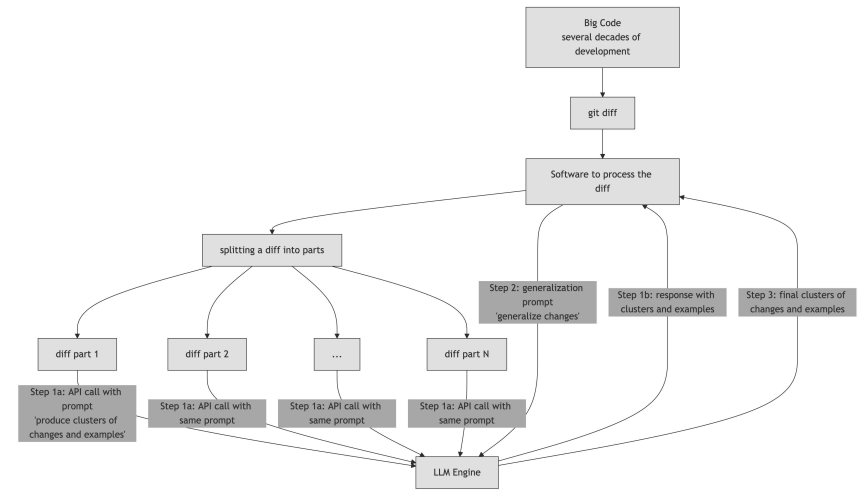 Big Code
several decades of
development
git diff
Software to process the
diff
splitting a diff into parts
Step 2: generalization
prompt
'generalize changes'
Step 1b: response with
clusters and examples
Step 3: final clusters of
changes and examples
diff part 1
diff part 2
...
diff part N
Step 1a: API call with
prompt
'produce clusters of
changes and examples'
Step 1a: API call with
same prompt
Step 1a: API call with
same prompt
Step 1a: API call with
same prompt
LLM Engine